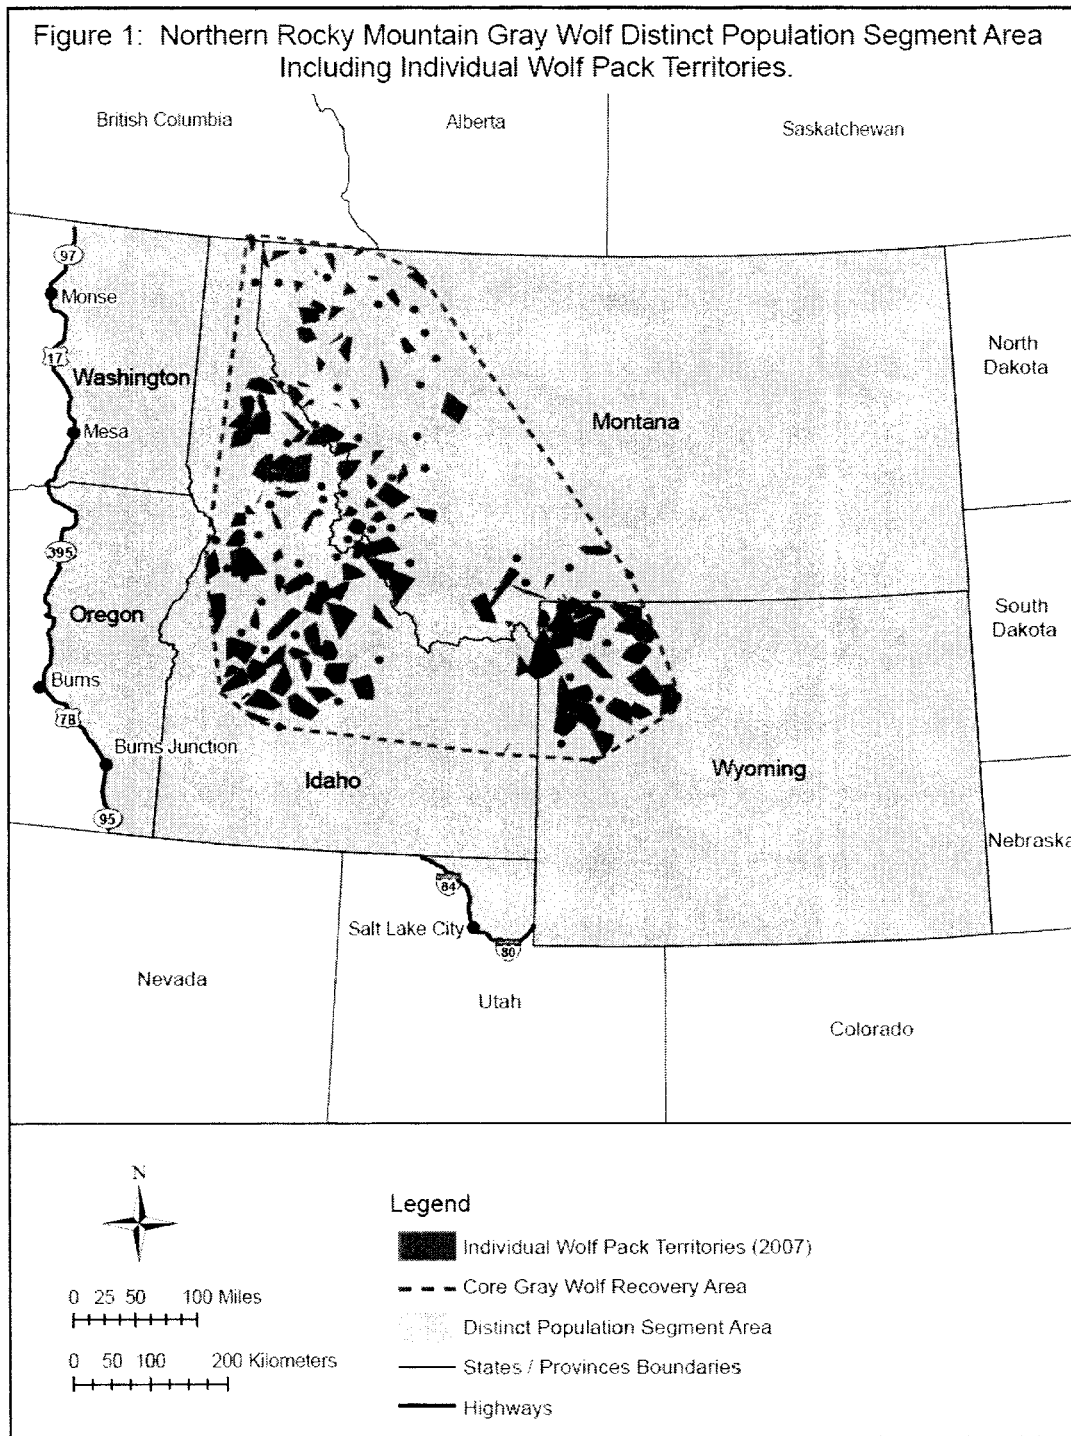 Figure 1: Northern Rocky Mountain Gray Wolf Distinct Population Segment Area
Including Individual Wolf Pack Territories.
British Columbia
Alberta
Saskatchewan
97
Monse
17
Washington
Mesa
North
Dakota
Montana
395
Oregon
South
Dakota
Burns
78
Burns Junction
Idaho
Wyoming
95
Nebraska
84
Salt Lake City
80
Nevada
Utah
Colorado
N
Legend
Individual Wolf Pack Territories (2007)
Core Gray Wolf Recovery Area
0 25 50 100 Miles
Distinct Population Segment Area
0 50 100 200 Kilometers
States / Provinces Boundaries
Highways